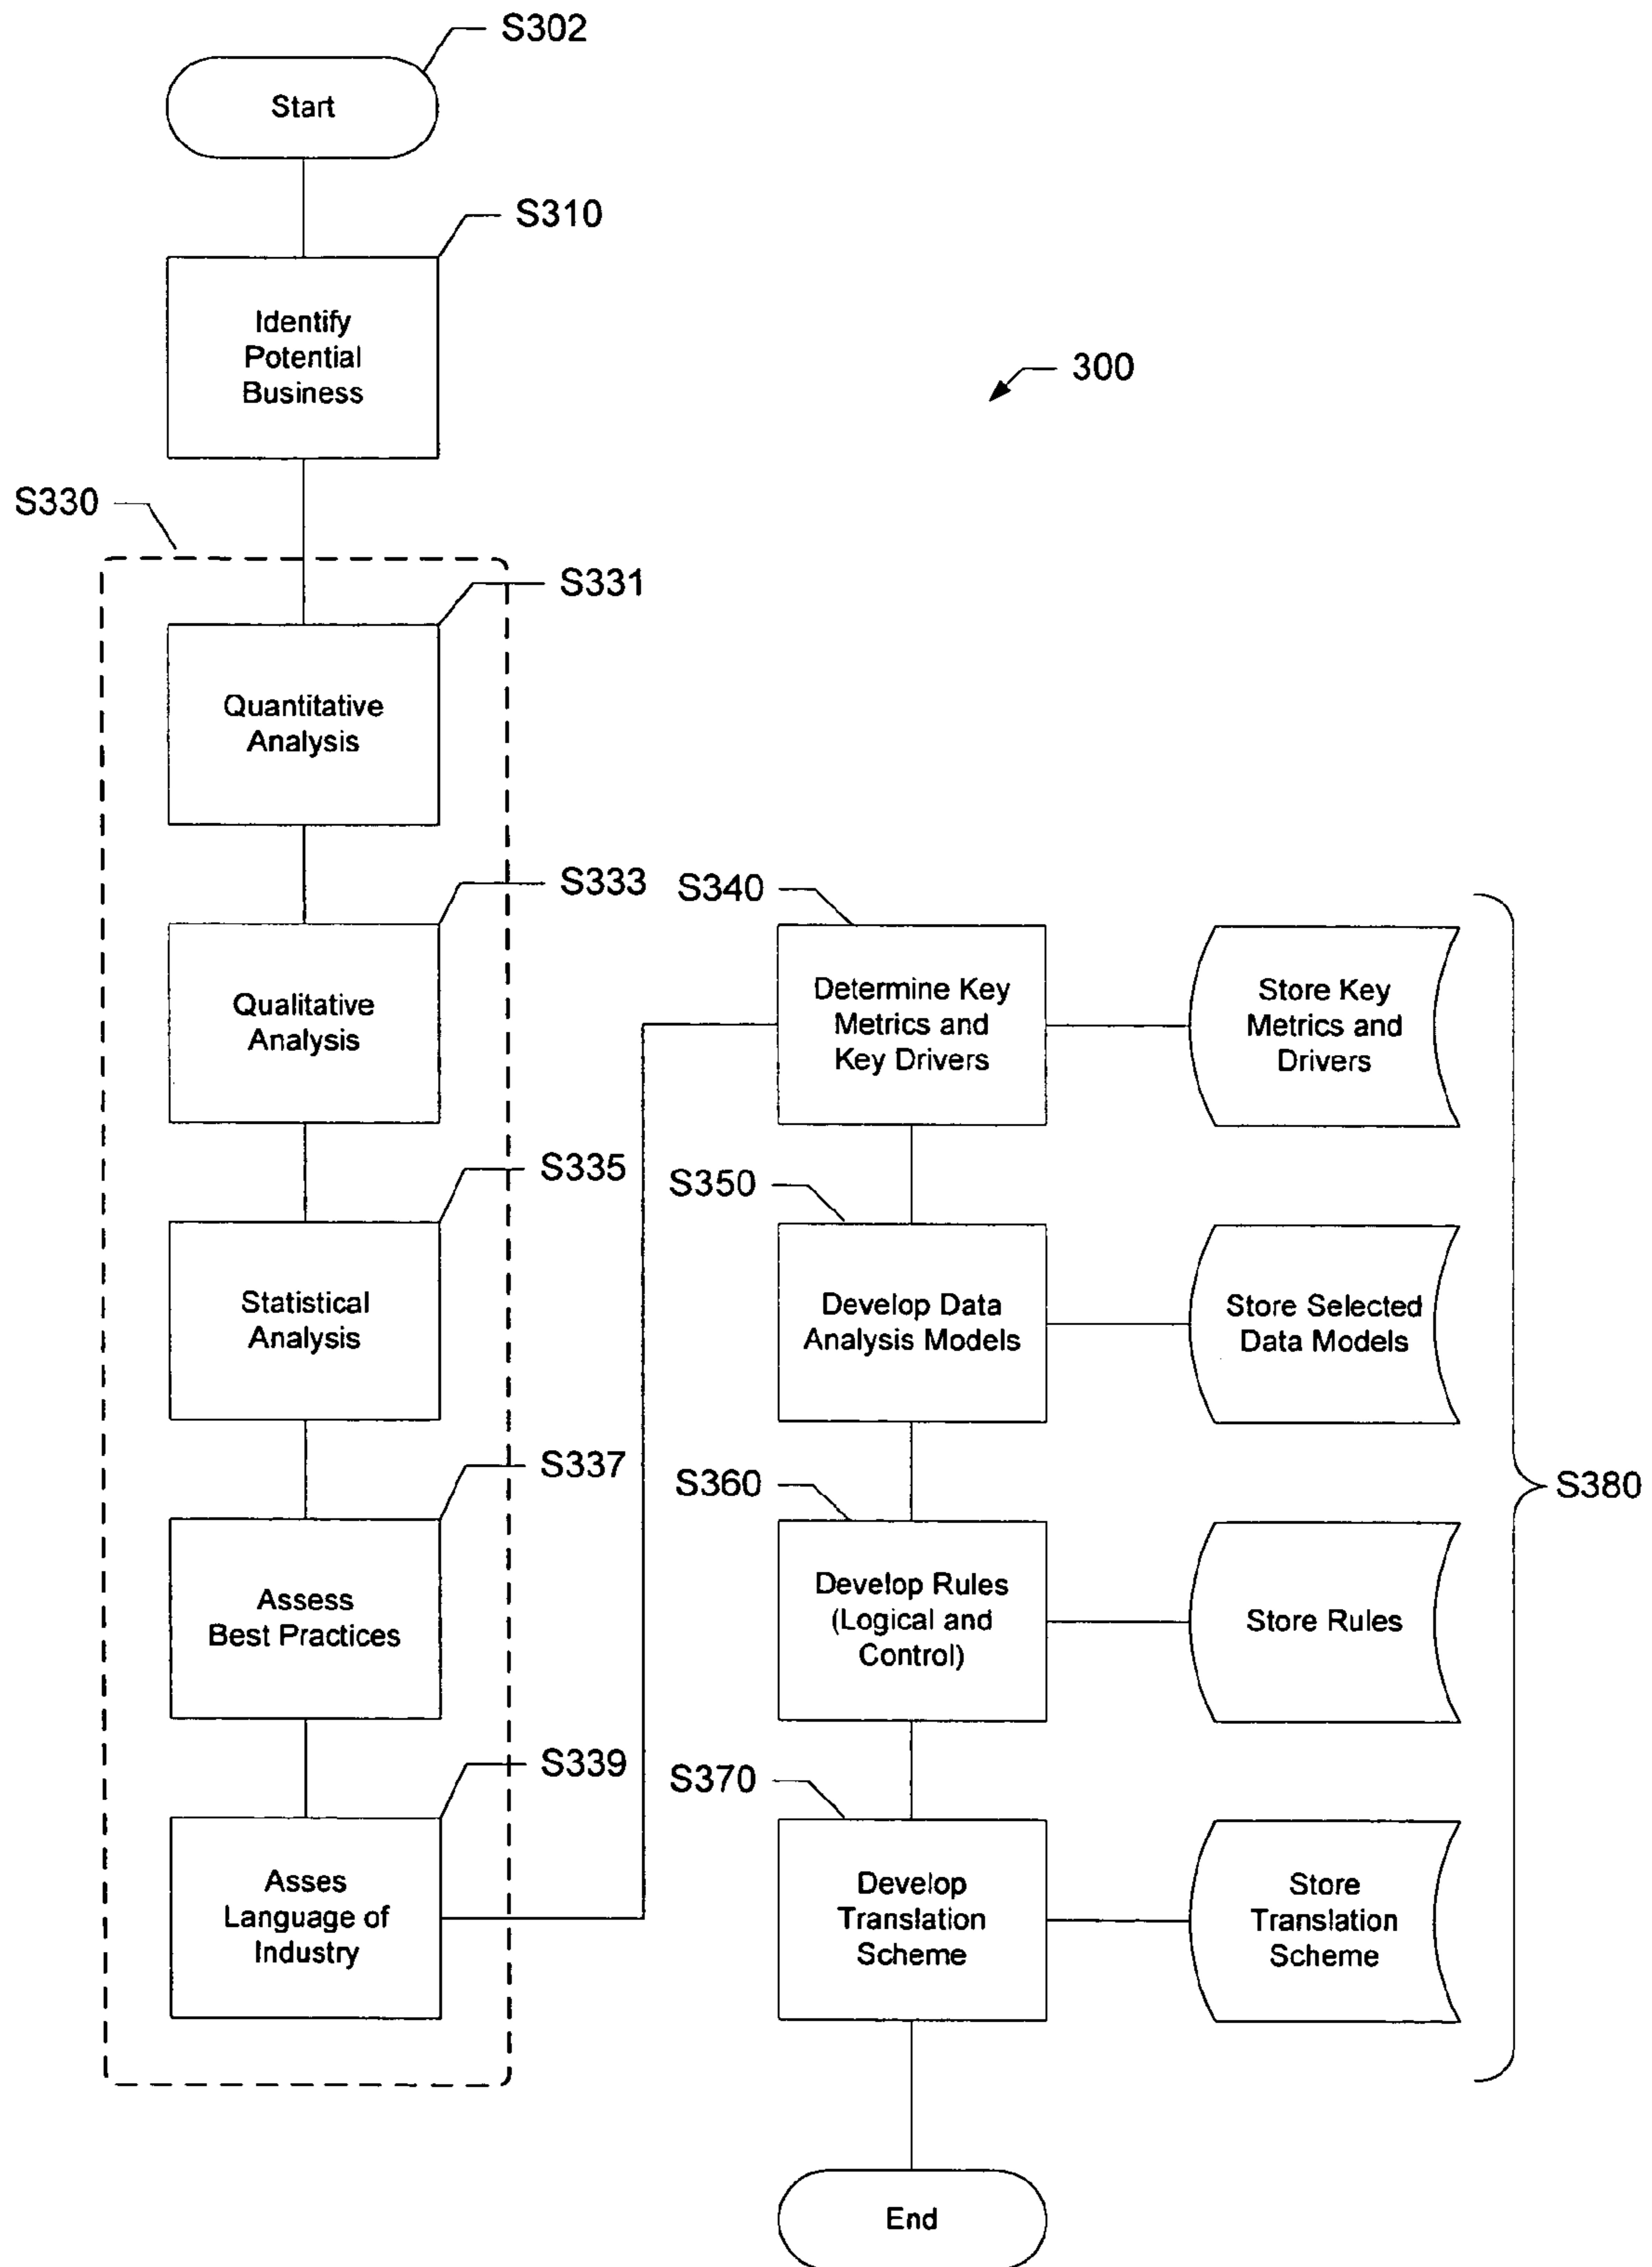 S302
Start
S310
Identify
Potential
Business
300
S330
S331
Quantitative
Analysis
S333
Qualitative
Analysis
S335
Statistical
Analysis
S337
Assess
Best Practices
S339
Asses
Language of
Industry
S340
Determine Key
Metrics and
Key Drivers
Store Key
Metrics and
Drivers
S350
Develop Data
Analysis Models
Store Selected
Data Models
S360
Develop Rules
(Logical and
Control)
Store Rules
S370
Develop
Translation
Scheme
Store
Translation
Scheme
S380
End